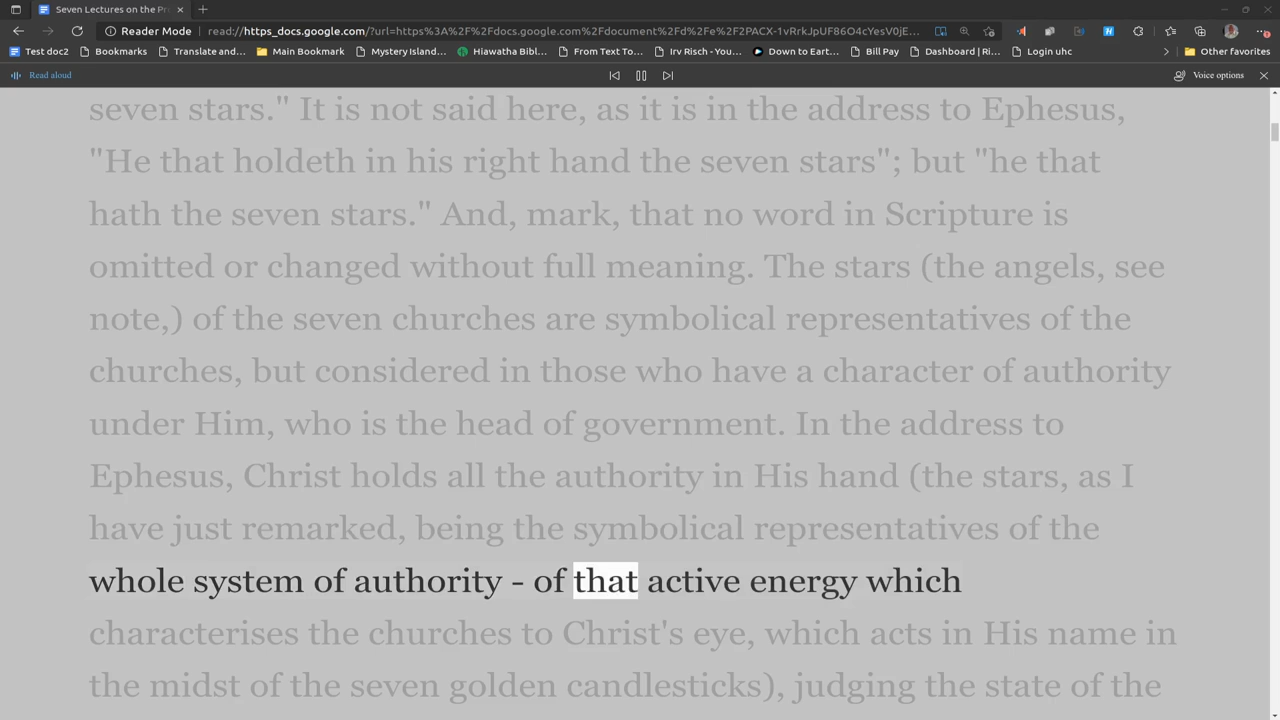 Seven Lectures on the Pr
Reader Mode
read://https_docs.google.com/?url=https%3A%2F%2Fdocs.google.com%2Fdocument%2Fd%2Fe%2F2PACX-1vRrkJpUF86O4cYesV0jE...
Test doc2
Bookmarks
Translate and...
Main Bookmark
Mystery Island...
Hiawatha Bibl...
From Text To...
Irv Risch - You...
Down to Eart...
Bill Pay
Dashboard | Ri...
Login uhc
Other favorites
Read aloud
Voice options
seven stars." It is not said here, as it is in the address to Ephesus,
"He that holdeth in his right hand the seven stars"; but "he that
hath the seven stars." And, mark, that no word in Scripture is
omitted or changed without full meaning. The stars (the angels, see
note,) of the seven churches are symbolical representatives of the
churches, but considered in those who have a character of authority
under Him, who is the head of government. In the address to
Ephesus, Christ holds all the authority in His hand (the stars, as I
have just remarked, being the symbolical representatives of the
whole system of authority - of that active energy which
characterises the churches to Christ's eye, which acts in His name in
the midst of the seven golden candlesticks), judging the state of the